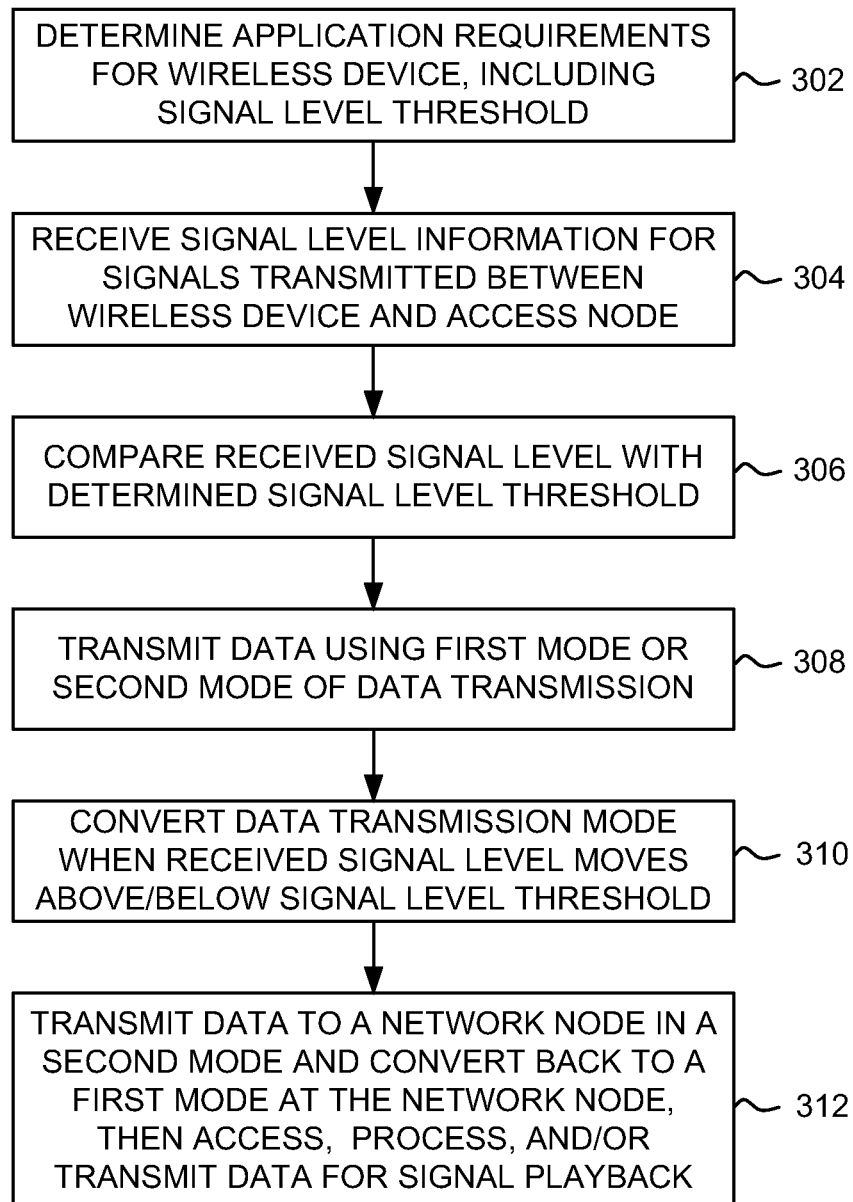 DETERMINE APPLICATION REQUIREMENTS
FOR WIRELESS DEVICE, INCLUDING
SIGNAL LEVEL THRESHOLD
302
RECEIVE SIGNAL LEVEL INFORMATION FOR
SIGNALS TRANSMITTED BETWEEN
WIRELESS DEVICE AND ACCESS NODE
304
COMPARE RECEIVED SIGNAL LEVEL WITH
DETERMINED SIGNAL LEVEL THRESHOLD
306
TRANSMIT DATA USING FIRST MODE OR
SECOND MODE OF DATA TRANSMISSION
308
CONVERT DATA TRANSMISSION MODE
WHEN RECEIVED SIGNAL LEVEL MOVES
ABOVE/BELOW SIGNAL LEVEL THRESHOLD
310
TRANSMIT DATA TO A NETWORK NODE IN A
SECOND MODE AND CONVERT BACK TO A
FIRST MODE AT THE NETWORK NODE,
THEN ACCESS, PROCESS, AND/OR
TRANSMIT DATA FOR SIGNAL PLAYBACK
312